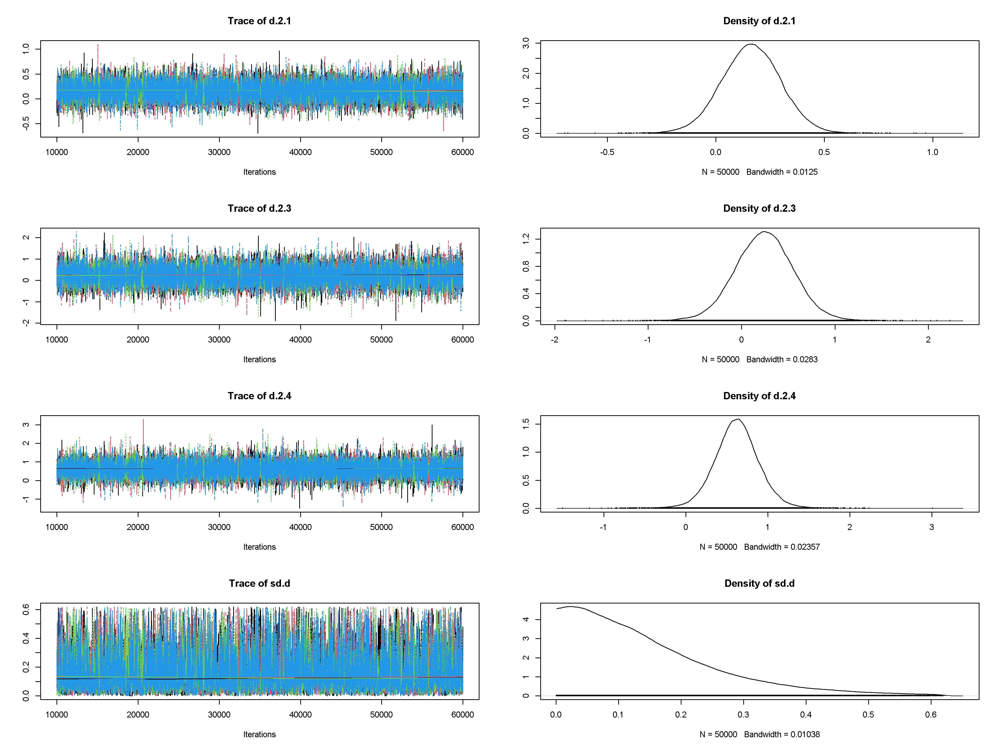 Trace of d.2.1
Density of d.2.1
-0.5 0.0 0.5 1.0
0.0 1.0 2.0 3.0
10000 20000 30000 40000 50000 60000
-0.5 0.0 0.5 1.0
Iterations
N = 50000 Bandwidth = 0.0125
Trace of d.2.3
Density of d.2.3
-2 -1 0 1 2
0.0 0.4 0.8 1.2
10000 20000 30000 40000 50000 60000
-2 -1 0 1 2
Iterations
N = 50000 Bandwidth = 0.0283
Trace of d.2.4
Density of d.2.4
-1 0 1 2 3
0.0 0.5 1.0 1.5
10000 20000 30000 40000 50000 60000
-1 0 1 2 3
Iterations
N = 50000 Bandwidth = 0.02357
Trace of sd.d
Density of sd.d
0.0 0.2 0.4 0.6
0 1 2 3 4
10000 20000 30000 40000 50000 60000
0.0 0.1 0.2 0.3 0.4 0.5 0.6
Iterations
N = 50000 Bandwidth = 0.01038